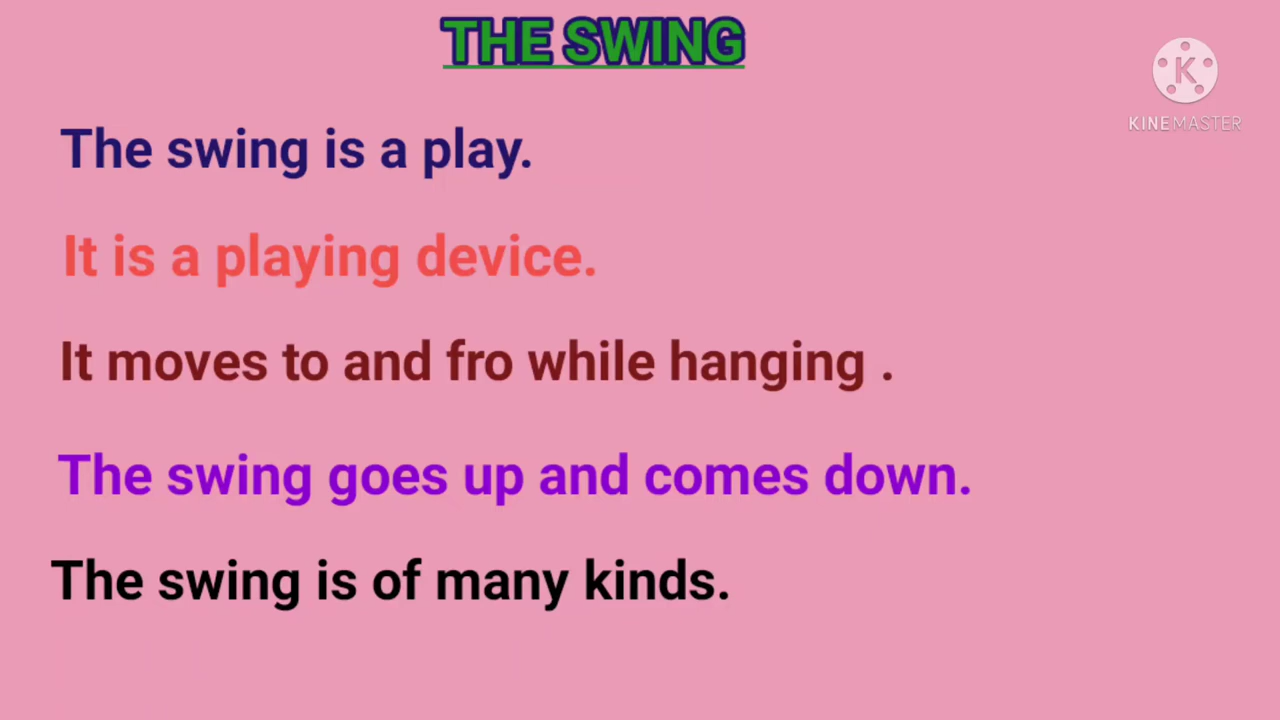 THE SWING
KINEMASTER
The swing is a play.
It is a playing device.
It moves to and fro while hanging .
The swing goes up and comes down.
The swing is of many kinds.